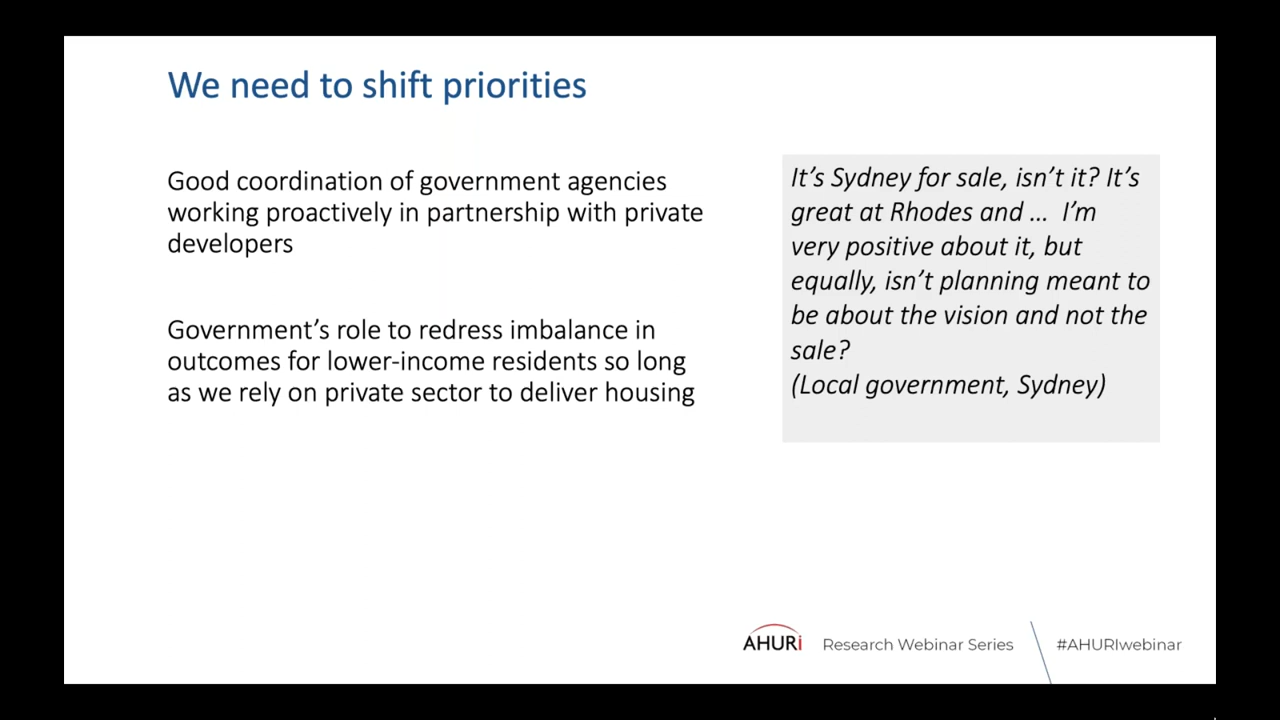 We need to shift priorities
Good coordination of government agencies
working proactively in partnership with private
developers
Government’s role to redress imbalance in
outcomes for lower-income residents so long
as we rely on private sector to deliver housing
It’s Sydney for sale, isn’t it? It’s
great at Rhodes and … I’m
very positive about it, but
equally, isn’t planning meant to
be about the vision and not the
sale?
(Local government, Sydney)
AHURi Research Webinar Series #AHURIwebinar